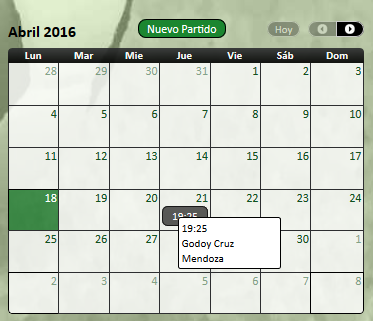 Abril 2016 Nuevo Partido Hoy
Lun Mar Mie Jue Vie Sáb Dom
28 29 30 31 1 2 3
4 5 6 7 8 9 10
11 12 13 14 15 16 17
18 19 20 21 22 23 24
19:25
19:25
Godoy Cruz
Mendoza
25 26 27 30 1
2 3 4 5 6 7 8